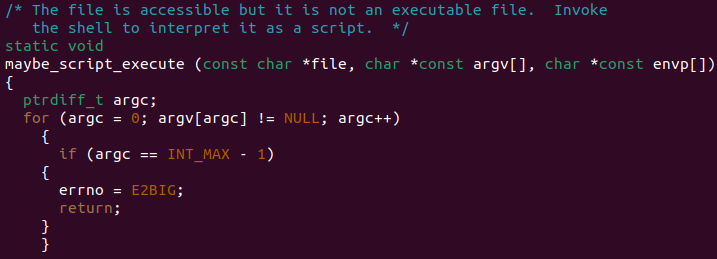 /* The file is accessible but it is not an executable file.  Invoke
   the shell to interpret it as a script.  */
static void
maybe_script_execute (const char *file, char *const argv[], char *const envp[])
{
  ptrdiff_t argc;
  for (argc = 0; argv[argc] != NULL; argc++)
    {
      if (argc == INT_MAX - 1)
    {
      errno = E2BIG;
      return;
    }
    }